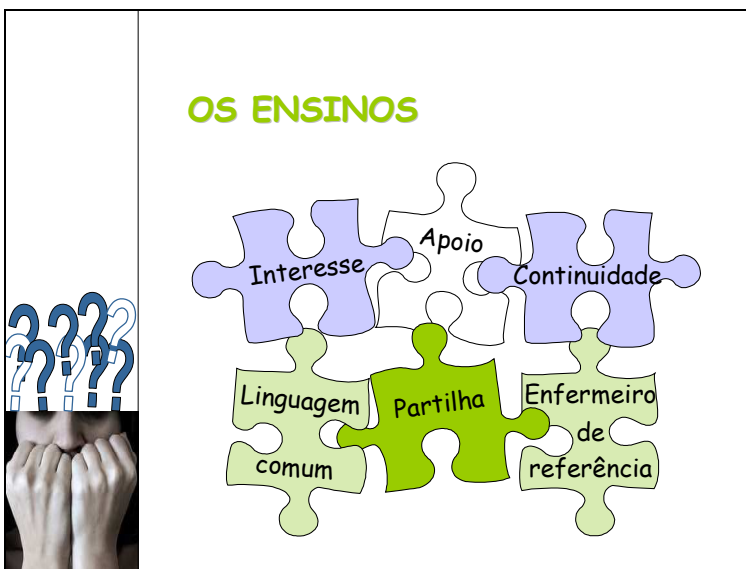 OS ENSINOS
Interesse
Apoio
Continuidade
Linguagem
comum
Partilha
Enfermeiro
de
referência